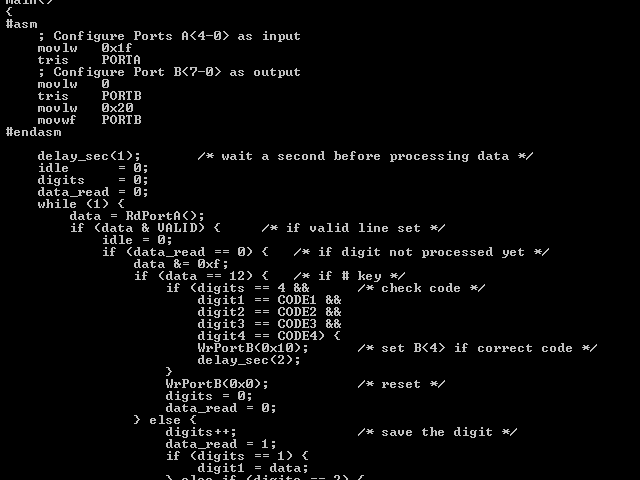 main()
{
#asm
    ; Configure Ports A(4-0) as input
    movlw   0x1f
    tris    PORTA
    ; Configure Port B(7-0) as output
    movlw   0
    tris    PORTB
    movlw   0x20
    movwf   PORTB
#endasm

    delay_sec(1);       /* wait a second before processing data */
    idle      = 0;
    digits    = 0;
    data_read = 0;
    while (1) {
        data = RdPortA();
        if (data & VALID) {     /* if valid line set */
            idle = 0;
            if (data_read == 0) {   /* if digit not processed yet */
                data &= 0xf;
                if (data == 12) {   /* if # key */
                    if (digits == 4 &&      /* check code */
                        digit1 == CODE1 &&
                        digit2 == CODE2 &&
                        digit3 == CODE3 &&
                        digit4 == CODE4) {
                        WrPortB(0x10);      /* set B(4) if correct code */
                        delay_sec(2);
                    }
                    WrPortB(0x0);           /* reset */
                    digits = 0;
                    data_read = 0;
                } else {
                    digits++;               /* save the digit */
                    data_read = 1;
                    if (digits == 1) {
                        digit1 = data;
                    } else if (digits == 2) {